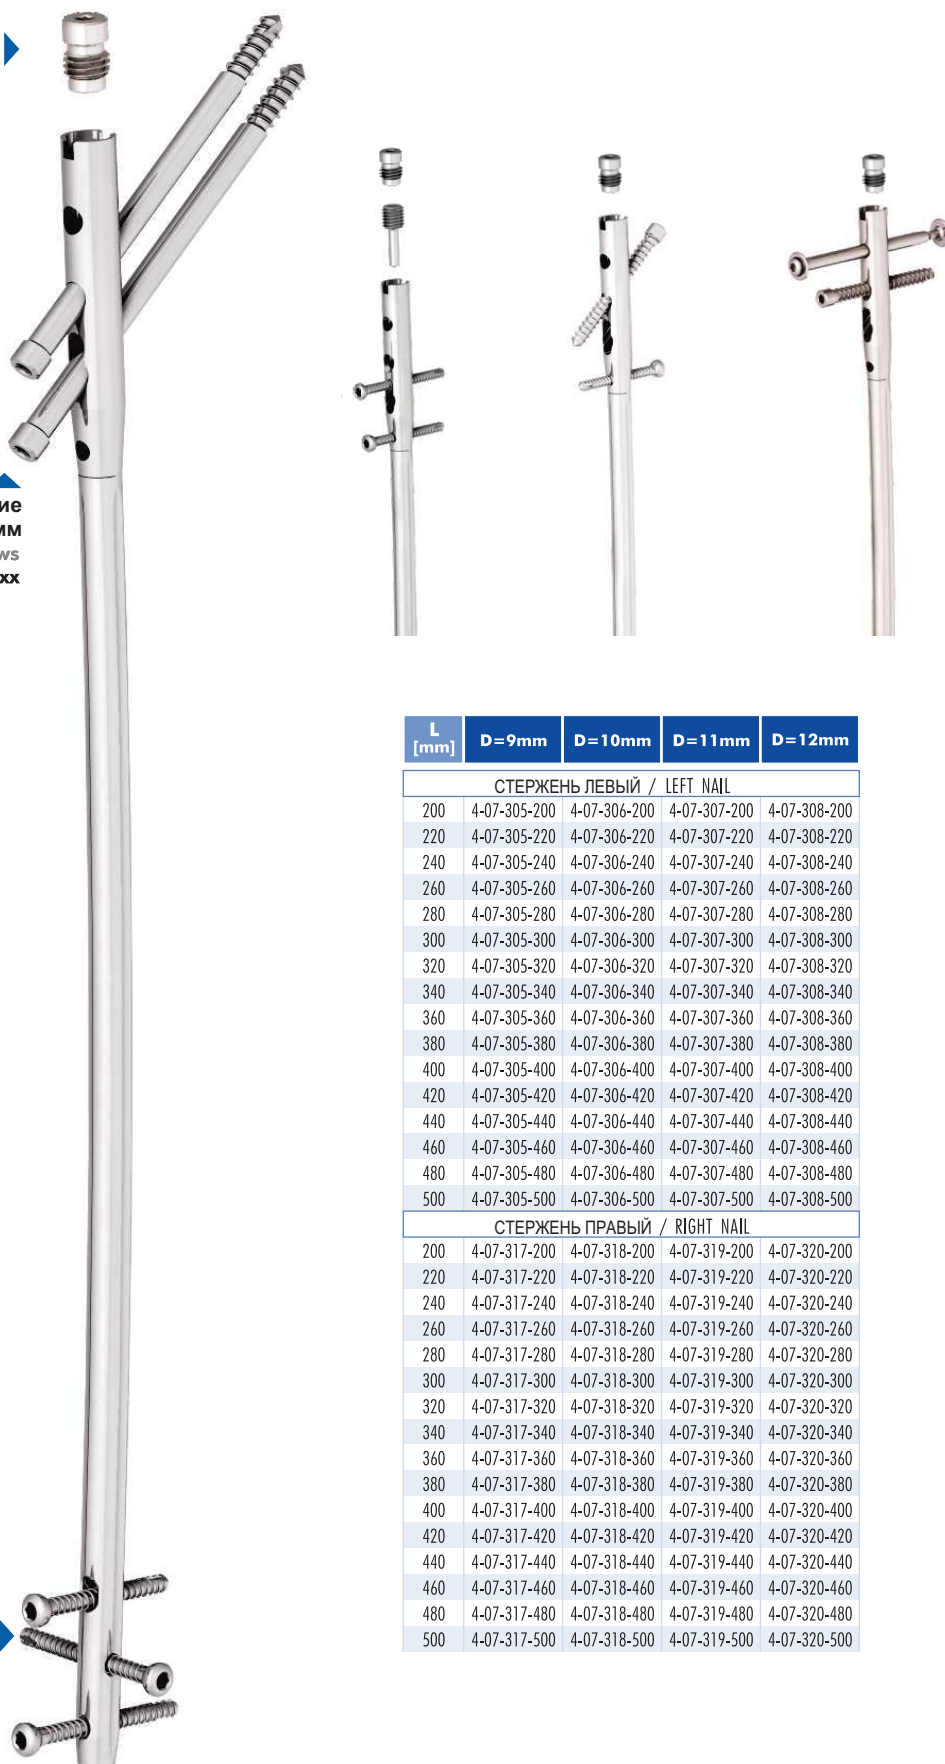 ие
мм
ws
xx
L
[mm] D=9mm D=10mm D=11mm D=12mm
СТЕРЖЕНЬ ЛЕВЫЙ / LEFT NAIL
200 4-07-305-200 4-07-306-200 4-07-307-200 4-07-308-200
220 4-07-305-220 4-07-306-220 4-07-307-220 4-07-308-220
240 4-07-305-240 4-07-306-240 4-07-307-240 4-07-308-240
260 4-07-305-260 4-07-306-260 4-07-307-260 4-07-308-260
280 4-07-305-280 4-07-306-280 4-07-307-280 4-07-308-280
300 4-07-305-300 4-07-306-300 4-07-307-300 4-07-308-300
320 4-07-305-320 4-07-306-320 4-07-307-320 4-07-308-320
340 4-07-305-340 4-07-306-340 4-07-307-340 4-07-308-340
360 4-07-305-360 4-07-306-360 4-07-307-360 4-07-308-360
380 4-07-305-380 4-07-306-380 4-07-307-380 4-07-308-380
400 4-07-305-400 4-07-306-400 4-07-307-400 4-07-308-400
420 4-07-305-420 4-07-306-420 4-07-307-420 4-07-308-420
440 4-07-305-440 4-07-306-440 4-07-307-440 4-07-308-440
460 4-07-305-460 4-07-306-460 4-07-307-460 4-07-308-460
480 4-07-305-480 4-07-306-480 4-07-307-480 4-07-308-480
500 4-07-305-500 4-07-306-500 4-07-307-500 4-07-308-500
СТЕРЖЕНЬ ПРАВЫЙ / RIGHT NAIL
200 4-07-317-200 4-07-318-200 4-07-319-200 4-07-320-200
220 4-07-317-220 4-07-318-220 4-07-319-220 4-07-320-220
240 4-07-317-240 4-07-318-240 4-07-319-240 4-07-320-240
260 4-07-317-260 4-07-318-260 4-07-319-260 4-07-320-260
280 4-07-317-280 4-07-318-280 4-07-319-280 4-07-320-280
300 4-07-317-300 4-07-318-300 4-07-319-300 4-07-320-300
320 4-07-317-320 4-07-318-320 4-07-319-320 4-07-320-320
340 4-07-317-340 4-07-318-340 4-07-319-340 4-07-320-340
360 4-07-317-360 4-07-318-360 4-07-319-360 4-07-320-360
380 4-07-317-380 4-07-318-380 4-07-319-380 4-07-320-380
400 4-07-317-400 4-07-318-400 4-07-319-400 4-07-320-400
420 4-07-317-420 4-07-318-420 4-07-319-420 4-07-320-420
440 4-07-317-440 4-07-318-440 4-07-319-440 4-07-320-440
460 4-07-317-460 4-07-318-460 4-07-319-460 4-07-320-460
480 4-07-317-480 4-07-318-480 4-07-319-480 4-07-320-480
500 4-07-317-500 4-07-318-500 4-07-319-500 4-07-320-500